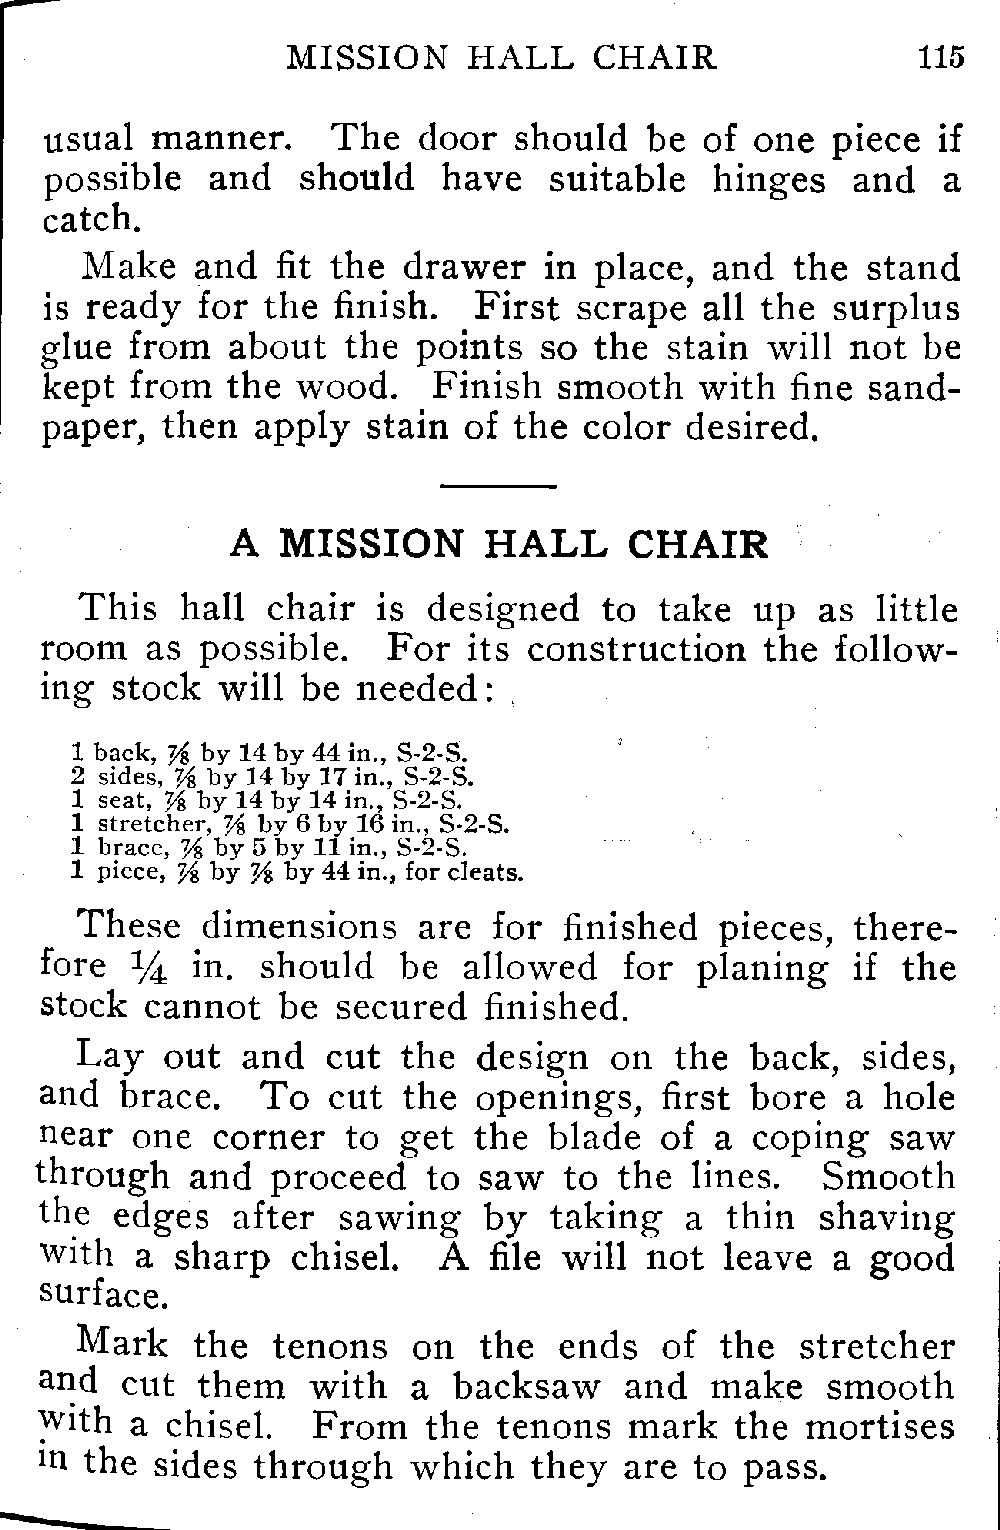 MISSION HALL CHAIR 115
usual manner. The door should be of one piece if
possible and should have suitable hinges and a
catch.
Make and fit the drawer in place, and the stand
is ready for the finish. First scrape all the surplus
glue from about the points so the stain will not be
kept from the wood. Finish smooth with fine sand-
paper, then apply stain of the color desired.
A MISSION HALL CHAIR
This hall chair is designed to take up as little
room as possible. For its construction the follow-
ing stock will be needed:
1 back, ⅞ by 14 by 44 in., S-2-S.
2 sides, ⅞ by 14 by 17 in., S-2-S.
1 seat, ⅞ by 14 by 14 in., S-2-S.
1 stretcher, ⅞ by 6 by 16 in., S-2-S.
1 brace, ⅞ by 5 by 11 in., S-2-S.
1 piece, ⅞ by ⅞ by 44 in., for cleats.
These dimensions are for finished pieces, there-
fore ¼ in. should be allowed for planing if the
stock cannot be secured finished.
Lay out and cut the design on the back, sides,
and brace. To cut the openings, first bore a hole
near one corner to get the blade of a coping saw
through and proceed to saw to the lines. Smooth
the edges after sawing by taking a thin shaving
with a sharp chisel. A file will not leave a good
surface.
Mark the tenons on the ends of the stretcher
and cut them with a backsaw and make smooth
with a chisel. From the tenons mark the mortises
in the sides through which they are to pass.